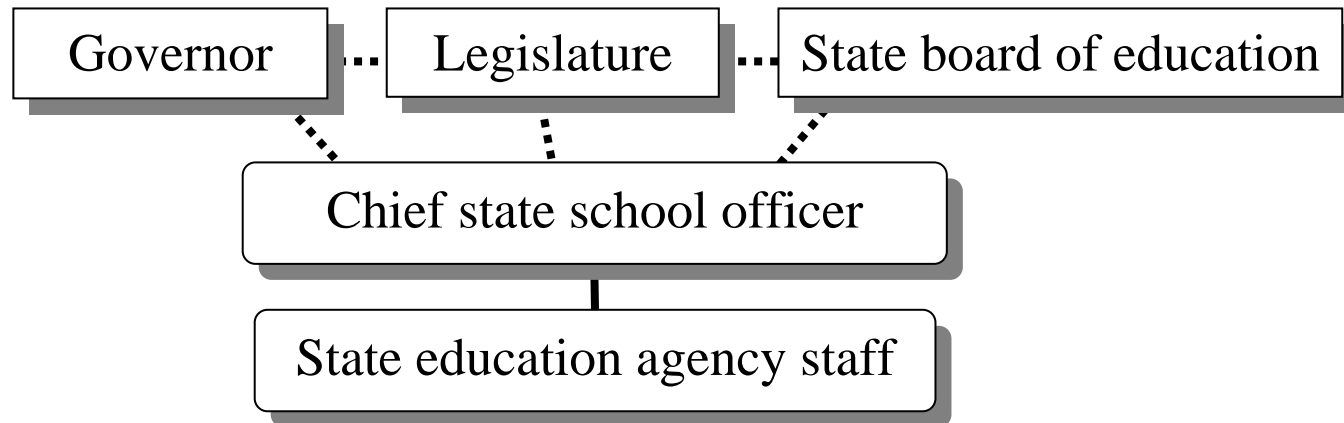 Governor
Legislature
State board of education
Chief state school officer
State education agency staff